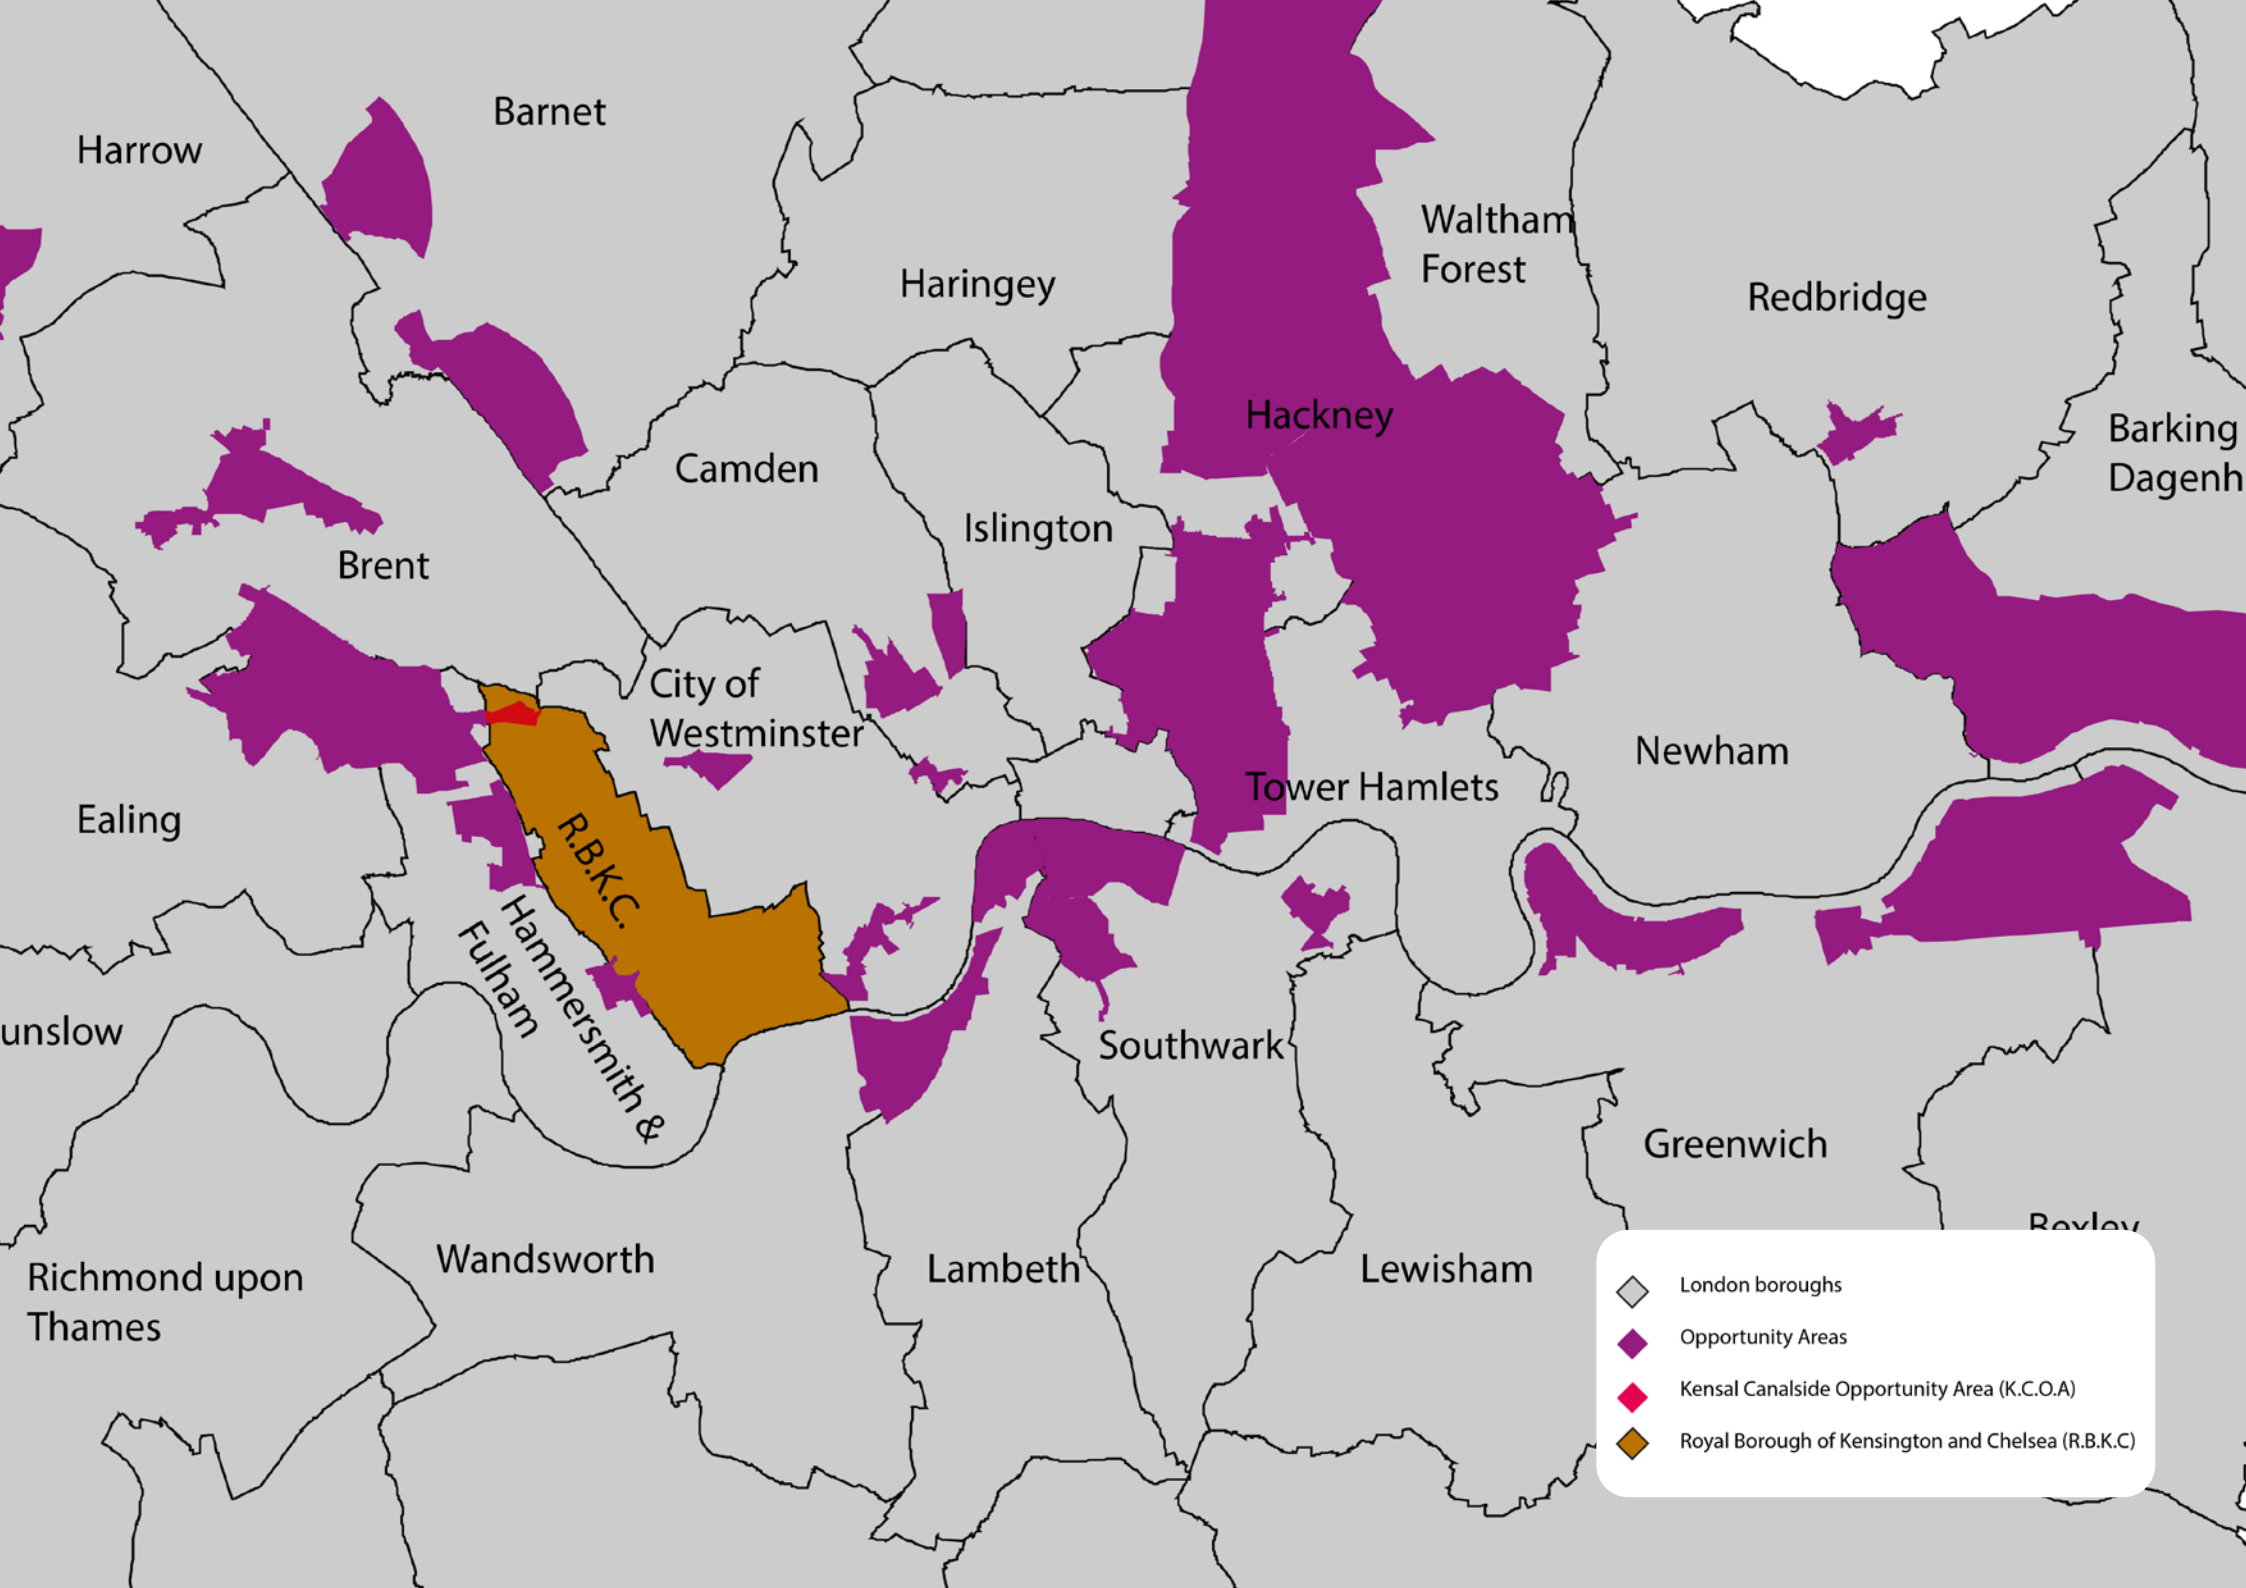 Barnet
Harrow
Waltham
Forest
Haringey
Redbridge
Hackney
Barking
Dagenh
Camden
Islington
Brent
City of
Westminster
Newham
Tower Hamlets
Ealing
R.B.K.C.
Hammersmith &
Fulham
unslow
Southwark
Greenwich
Bexley
Wandsworth
Lambeth
Lewisham
Richmond upon
Thames
London boroughs
Opportunity Areas
Kensal Canalside Opportunity Area (K.C.O.A)
Royal Borough of Kensington and Chelsea (R.B.K.C)